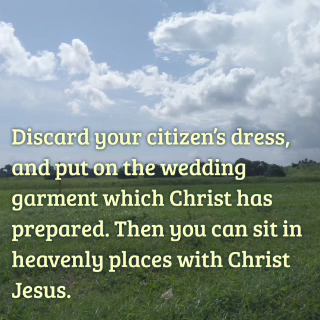 Discard your citizen's dress,
and put on the wedding
garment which Christ has
prepared. Then you can sit in
heavenly places with Christ
Jesus.